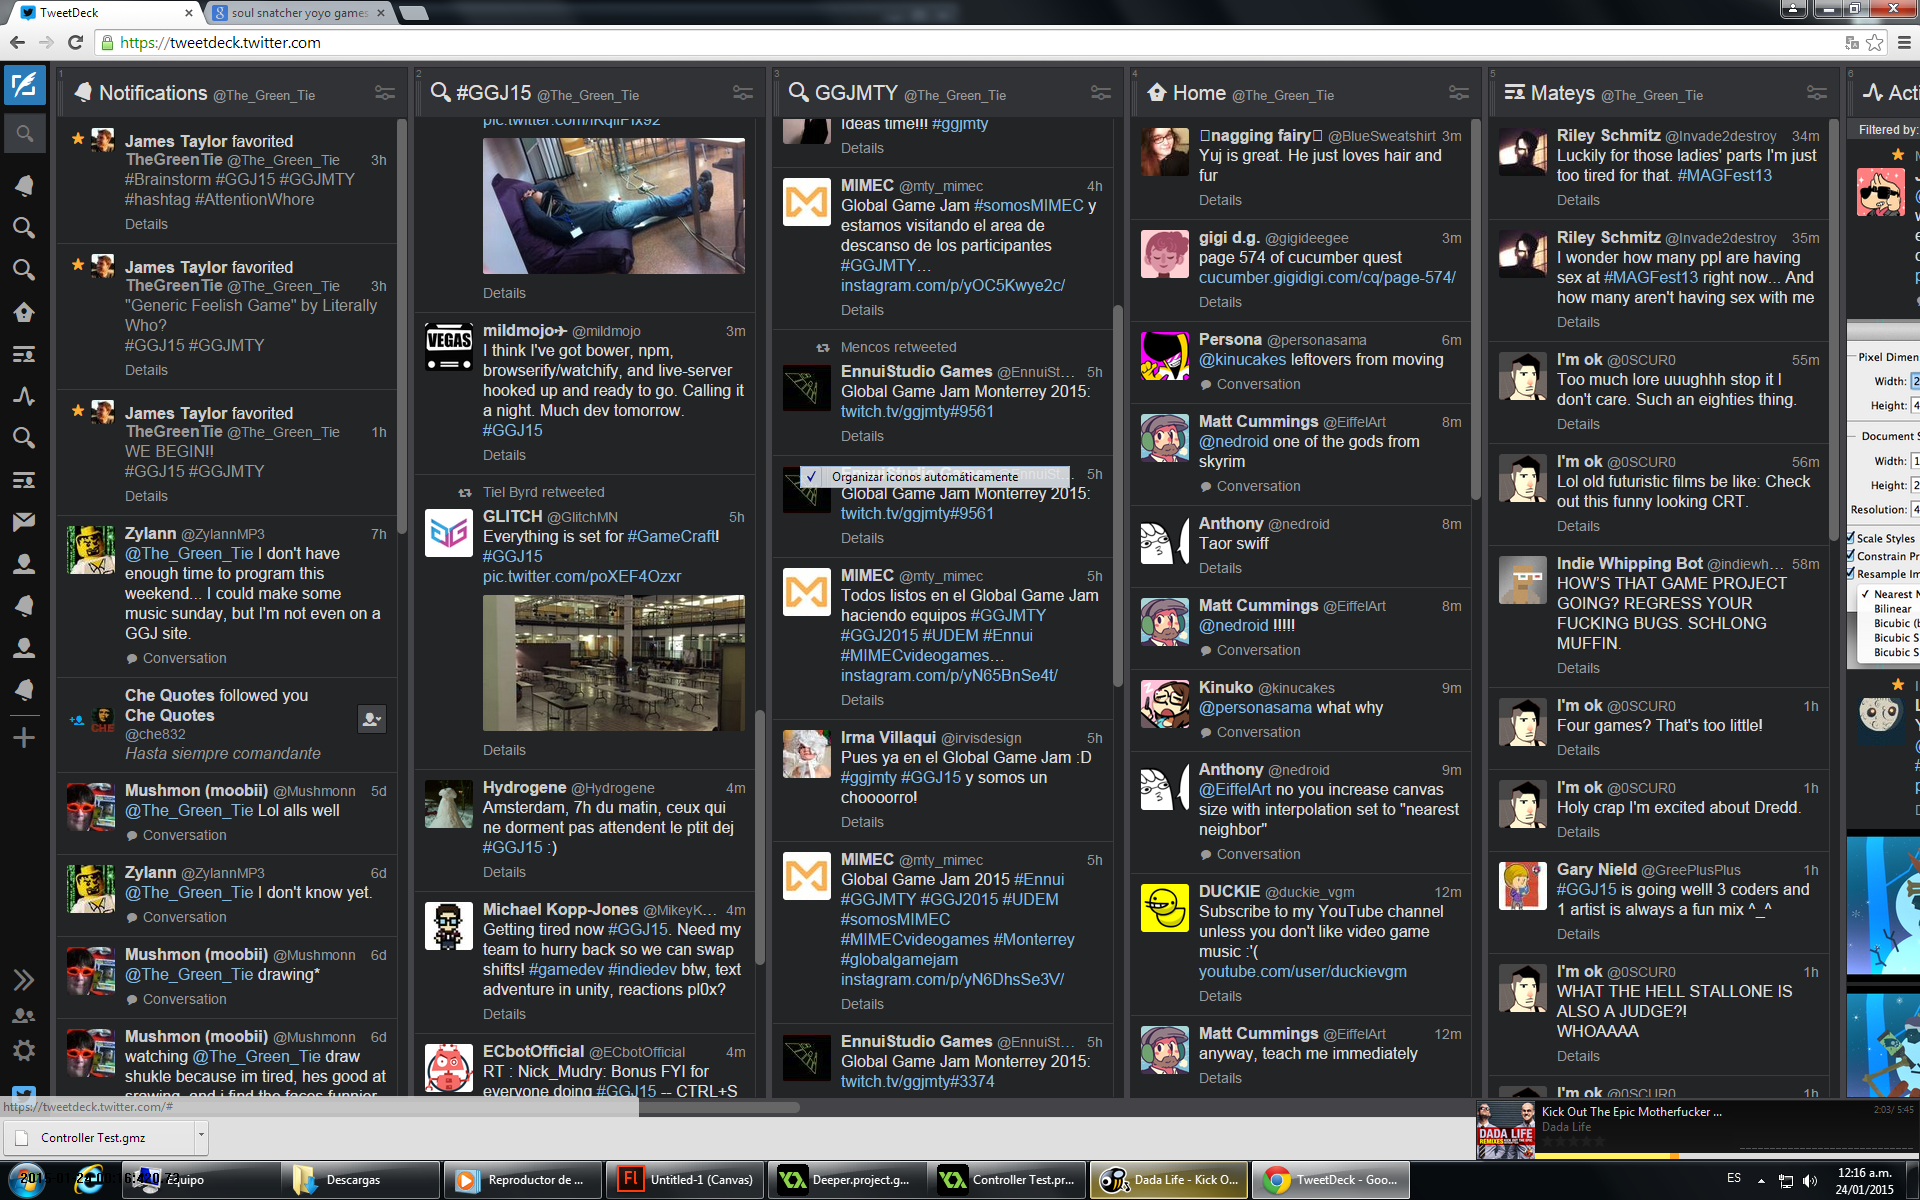 TweetDeck
soul snatcher yoyo games
https://tweetdeck.twitter.com
1
Notifications @The_Green_Tie
James Taylor favorited
TheGreenTie @The_Green_Tie 3h
#Brainstorm #GGJ15 #GGJMTY
#hashtag #AttentionWhore
Details
James Taylor favorited
TheGreenTie @The_Green_Tie 3h
"Generic Feelish Game" by Literally
Who?
#GGJ15 #GGJMTY
Details
James Taylor favorited
TheGreenTie @The_Green_Tie 1h
WE BEGIN!!
#GGJ15 #GGJMTY
Details
Zylann @ZylannMP3 7h
@The_Green_Tie I don't have
enough time to program this
weekend... I could make some
music sunday, but I'm not even on a
GGJ site.
Conversation
Che Quotes followed you
Che Quotes
@che832
Hasta siempre comandante
Mushmon (moobii) @Mushmonn 5d
@The_Green_Tie Lol alls well
Conversation
Zylann @ZylannMP3 6d
@The_Green_Tie I don't know yet.
Conversation
Mushmon (moobii) @Mushmonn 6d
@The_Green_Tie drawing*
Conversation
Mushmon (moobii) @Mushmonn 6d
watching @The_Green_Tie draw
shukle because im tired, hes good at
2
#GGJ15 @The_Green_Tie
Details
VEGAS
mildmojo @mildmojo 3m
I think I've got bower, npm,
browserify/watchify, and live-server
hooked up and ready to go. Calling it
a night. Much dev tomorrow.
#GGJ15
Details
Tiel Byrd retweeted
GLITCH @GlitchMN 5h
Everything is set for #GameCraft!
#GGJ15
pic.twitter.com/poXEF4Ozxr
Details
Hydrogene @Hydrogene 4m
Amsterdam, 7h du matin, ceux qui
ne dorment pas attendent le ptit dej
#GGJ15 :)
Details
Michael Kopp-Jones @MikeyK... 4m
Getting tired now #GGJ15. Need my
team to hurry back so we can swap
shifts! #gamedev #indiedev btw, text
adventure in unity, reactions pl0x?
Details
ECbotOfficial @ECbotOfficial 4m
RT : Nick_Mudry: Bonus FYI for
everyone doing #GGJ15 -- CTRL+S
3
GGJMTY @The_Green_Tie
Ideas time!!! #ggjmty
Details
MIMEC @mty_mimec 4h
Global Game Jam #somosMIMEC y
estamos visitando el area de
descanso de los participantes
#GGJMTY…
instagram.com/p/yOC5Kwye2c/
Details
Mencos retweeted
EnnuiStudio Games @EnnuiSt... 5h
Global Game Jam Monterrey 2015:
twitch.tv/ggjmty#9561
Details
EnnuiStudio Games @EnnuiSt... 5h
✓ Organizar iconos automáticamente
Global Game Jam Monterrey 2015:
twitch.tv/ggjmty#9561
Details
MIMEC @mty_mimec 5h
Todos listos en el Global Game Jam
haciendo equipos #GGJMTY
#GGJ2015 #UDEM #Ennui
#MIMECvideogames…
instagram.com/p/yN65BnSe4t/
Details
Irma Villaqui @irvisdesign 5h
Pues ya en el Global Game Jam :D
#ggjmty #GGJ15 y somos un
choooorro!
Details
MIMEC @mty_mimec 5h
Global Game Jam 2015 #Ennui
#GGJMTY #GGJ2015 #UDEM
#somosMIMEC
#MIMECvideogames #Monterrey
#globalgamejam
instagram.com/p/yN6DhsSe3V/
Details
EnnuiStudio Games @EnnuiSt... 5h
Global Game Jam Monterrey 2015:
twitch.tv/ggjmty#3374
4
Home @The_Green_Tie
nagging fairy @BlueSweatshirt 3m
Yuj is great. He just loves hair and
fur
Details
gigi d.g. @gigideegee 3m
page 574 of cucumber quest
cucumber.gigidigi.com/cq/page-574/
Details
Persona @personasama 6m
@kinucakes leftovers from moving
Conversation
Matt Cummings @EiffelArt 8m
@nedroid one of the gods from
skyrim
Conversation
Anthony @nedroid 8m
Taor swiff
Details
Matt Cummings @EiffelArt 8m
@nedroid !!!!!
Conversation
Kinuko @kinucakes 9m
@personasama what why
Conversation
Anthony @nedroid 9m
@EiffelArt no you increase canvas
size with interpolation set to "nearest
neighbor"
Conversation
DUCKIE @duckie_vgm 12m
Subscribe to my YouTube channel
unless you don't like video game
music :'(
youtube.com/user/duckievgm
Details
Matt Cummings @EiffelArt 12m
anyway, teach me immediately
Details
5
Mateys @The_Green_Tie
Riley Schmitz @Invade2destroy 34m
Luckily for those ladies' parts I'm just
too tired for that. #MAGFest13
Details
Riley Schmitz @Invade2destroy 35m
I wonder how many ppl are having
sex at #MAGFest13 right now... And
how many aren't having sex with me
Details
I'm ok @0SCUR0 55m
Too much lore uuughhh stop it I
don't care. Such an eighties thing.
Details
I'm ok @0SCUR0 56m
Lol old futuristic films be like: Check
out this funny looking CRT.
Details
Indie Whipping Bot @indiewh... 58m
HOW'S THAT GAME PROJECT
GOING? REGRESS YOUR
FUCKING BUGS. SCHLONG
MUFFIN.
Details
I'm ok @0SCUR0 1h
Four games? That's too little!
Details
I'm ok @0SCUR0 1h
Holy crap I'm excited about Dredd.
Details
Gary Nield @GreePlusPlus 1h
#GGJ15 is going well! 3 coders and
1 artist is always a fun mix ^_^
Details
I'm ok @0SCUR0 1h
WHAT THE HELL STALLONE IS
ALSO A JUDGE?!
WHOAAAA
Details
I'm ok @0SCUR0 1h
6
Acti
Filtered by:
Pixel Dimen
Width: 2
Height: 4
Document S
Width: 1
Height: 2
Resolution: 4
Scale Styles
Constrain Pr
Resample Im
✓ Nearest N
Bilinear
Bicubic (b
Bicubic S
Bicubic S
https://tweetdeck.twitter.com/#
Controller Test.gmz
DADA LIFE
Kick Out The Epic Motherfucker ...
Dada Life
2:03/ 5:45
Equipo
Descargas
Reproductor de ...
Fl Untitled-1 (Canvas)
Deeper.project.g...
Controller Test.pr...
Dada Life - Kick O...
TweetDeck - Goo...
ES
12:16 a.m.
24/01/2015